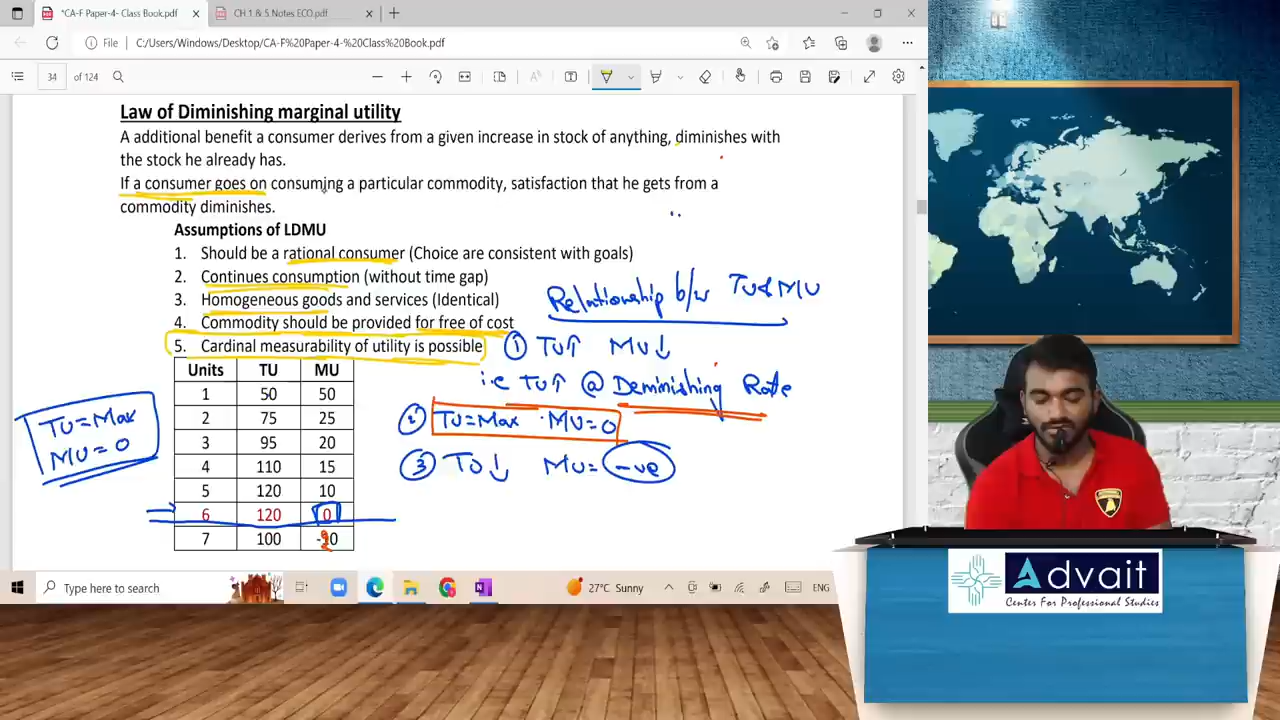 *CA-F Paper-4- Class Book.pdf
CH.1 & 5 Notes ECO.pdf
File
C:/Users/Windows/Desktop/CA-F%20Paper-4-%20Class%20Book.pdf
34 of 124
Law of Diminishing marginal utility
A additional benefit a consumer derives from a given increase in stock of anything, diminishes with
the stock he already has.
If a consumer goes on consuming a particular commodity, satisfaction that he gets from a
commodity diminishes.
Assumptions of LDMU
1. Should be a rational consumer (Choice are consistent with goals)
2. Continues consumption (without time gap)
3. Homogeneous goods and services (Identical)
4. Commodity should be provided for free of cost
5. Cardinal measurability of utility is possible
Relationship b/w TU & MU
① TU↑ MU↓
i.e TU↑ @ Deminishing Rate
② TU=Max MU=0
③ TU↓ MU= -ve
TU=Max
MU=0
Units TU MU
1 50 50
2 75 25
3 95 20
4 110 15
5 120 10
6 120 0
7 100 -20
Type here to search
27°C Sunny
ENG
Advait
Center For Professional Studies